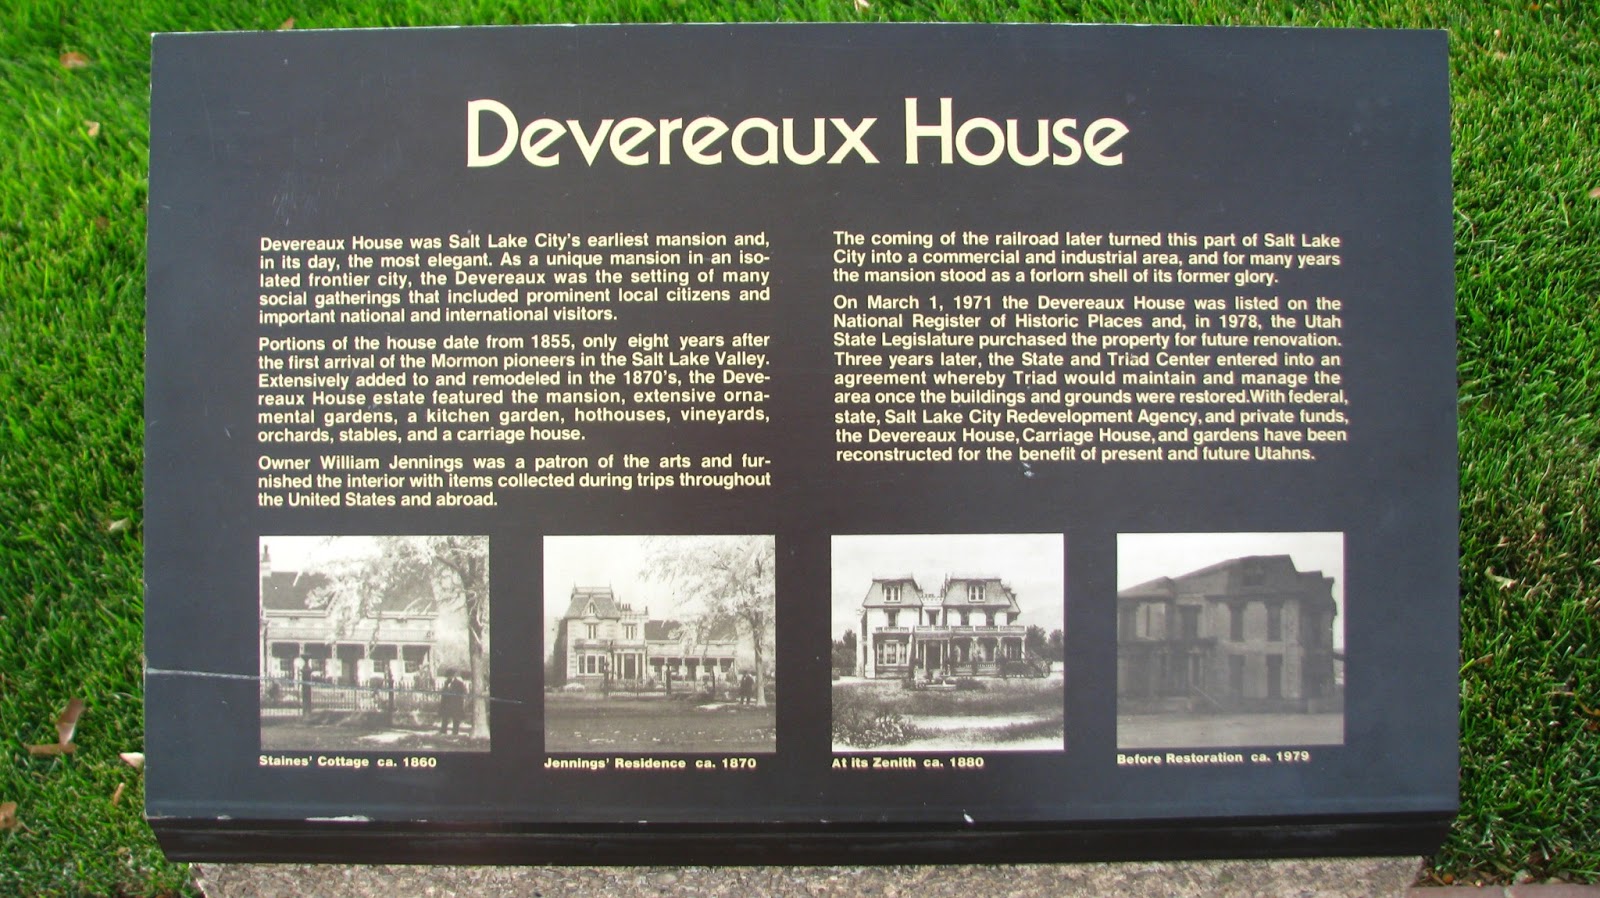 Devereaux House
Devereaux House was Salt Lake City's earliest mansion and,
in its day, the most elegant. As a unique mansion in an iso-
lated frontier city, the Devereaux was the setting of many
social gatherings that included prominent local citizens and
important national and international visitors.
Portions of the house date from 1855, only eight years after
the first arrival of the Mormon pioneers in the Salt Lake Valley.
Extensively added to and remodeled in the 1870's, the Deve-
reaux House estate featured the mansion, extensive orna-
mental gardens, a kitchen garden, hothouses, vineyards,
orchards, stables, and a carriage house.
Owner William Jennings was a patron of the arts and fur-
nished the interior with items collected during trips throughout
the United States and abroad.
The coming of the railroad later turned this part of Salt Lake
City into a commercial and industrial area, and for many years
the mansion stood as a forlorn shell of its former glory.
On March 1, 1971 the Devereaux House was listed on the
National Register of Historic Places and, in 1978, the Utah
State Legislature purchased the property for future renovation.
Three years later, the State and Triad Center entered into an
agreement whereby Triad would maintain and manage the
area once the buildings and grounds were restored.With federal,
state, Salt Lake City Redevelopment Agency, and private funds,
the Devereaux House, Carriage House, and gardens have been
reconstructed for the benefit of present and future Utahns.
Staines' Cottage ca. 1860
Jennings' Residence ca. 1870
At its Zenith ca. 1880
Before Restoration ca. 1979